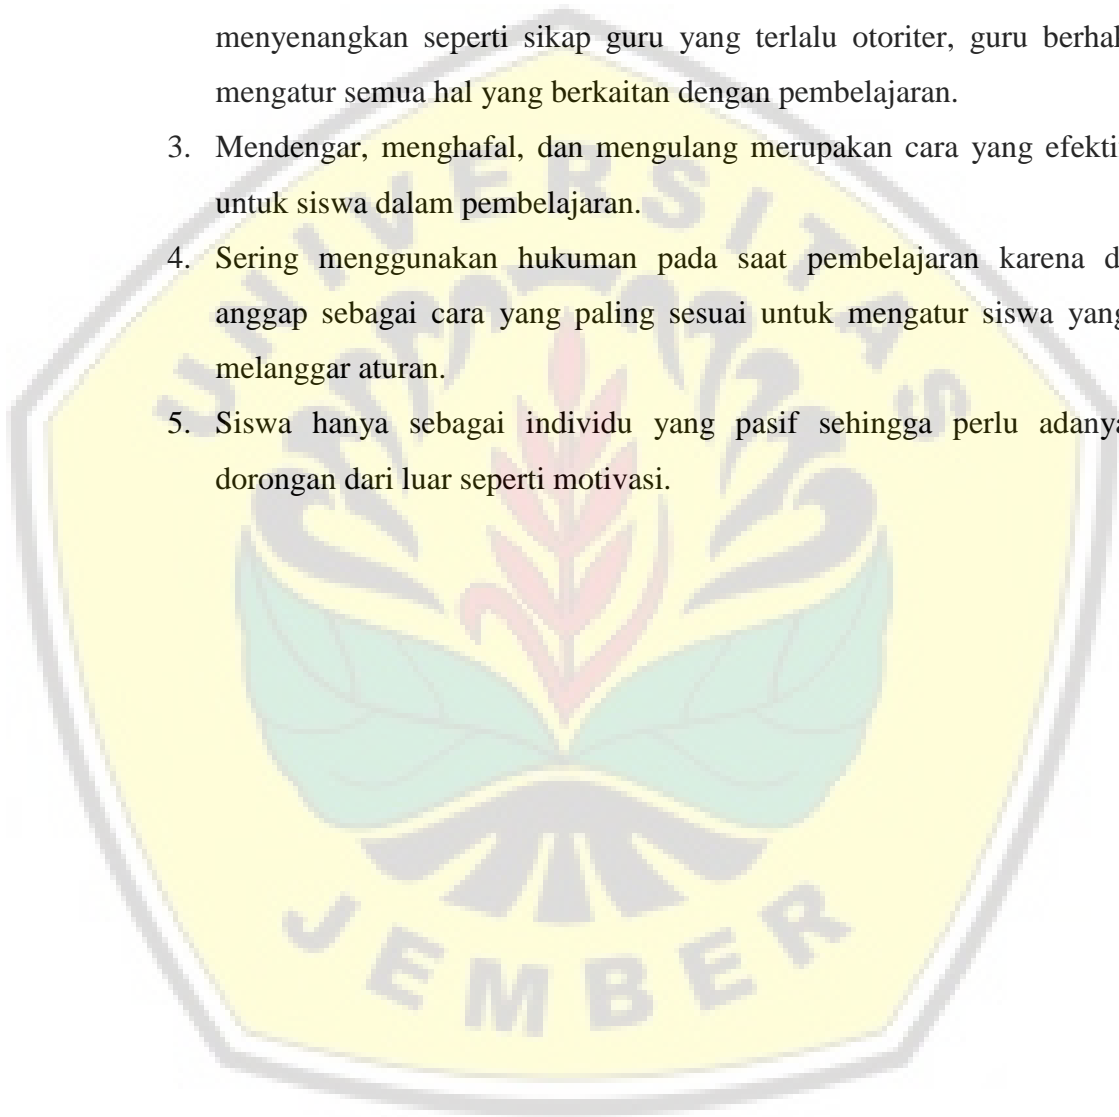 menyenangkan seperti sikap guru yang terlalu otoriter, guru berhal
mengatur semua hal yang berkaitan dengan pembelajaran.
3. Mendengar, menghafal, dan mengulang merupakan cara yang efekti
untuk siswa dalam pembelajaran.
4. Sering menggunakan hukuman pada saat pembelajaran karena d
anggap sebagai cara yang paling sesuai untuk mengatur siswa yang
melanggar aturan.
5. Siswa hanya sebagai individu yang pasif sehingga perlu adanya
dorongan dari luar seperti motivasi.
UNIVERSITAS
JEMBER